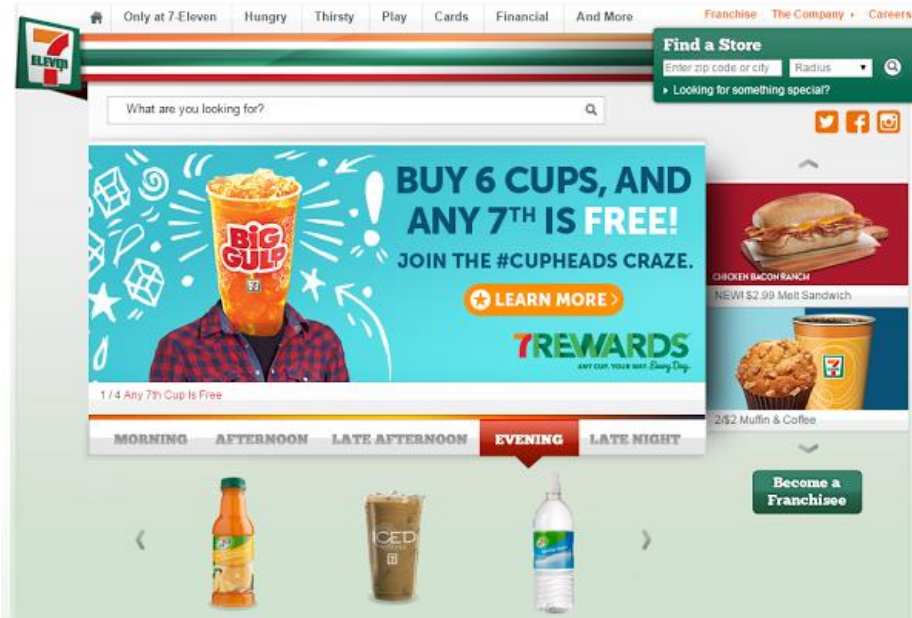 Only at 7-Eleven Hungry Thirsty Play Cards Financial And More
Franchise The Company Careers
7
ELEVEN
Find a Store
Enter zip code or city Radius
Looking for something special?
What are you looking for?
BUY 6 CUPS, AND
ANY 7TH IS FREE!
JOIN THE #CUPHEADS CRAZE.
LEARN MORE
7REWARDS
ANY CUP. YOUR WAY. Every Day.
BIG
GULP
1 / 4 Any 7th Cup Is Free
CHICKEN BACON RANCH
NEW! $2.99 Melt Sandwich
2/$2 Muffin & Coffee
MORNING AFTERNOON LATE AFTERNOON EVENING LATE NIGHT
Become a
Franchisee
ICED